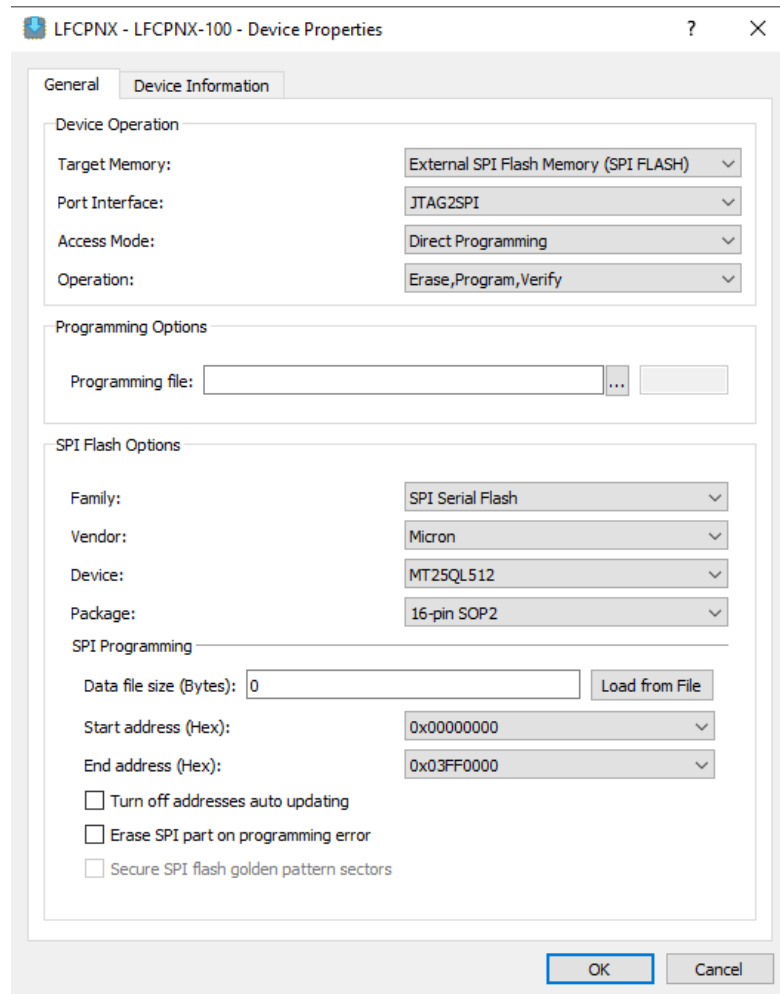 LFCPNX - LFCPNX-100 - Device Properties ?
General Device Information
Device Operation
Target Memory: External SPI Flash Memory (SPI FLASH)
Port Interface: JTAG2SPI
Access Mode: Direct Programming
Operation: Erase,Program,Verify
Programming Options
Programming file: ...
SPI Flash Options
Family: SPI Serial Flash
Vendor: Micron
Device: MT25QL512
Package: 16-pin SOP2
SPI Programming
Data file size (Bytes): 0 Load from File
Start address (Hex): 0x00000000
End address (Hex): 0x03FF0000
Turn off addresses auto updating
Erase SPI part on programming error
Secure SPI flash golden pattern sectors
OK Cancel